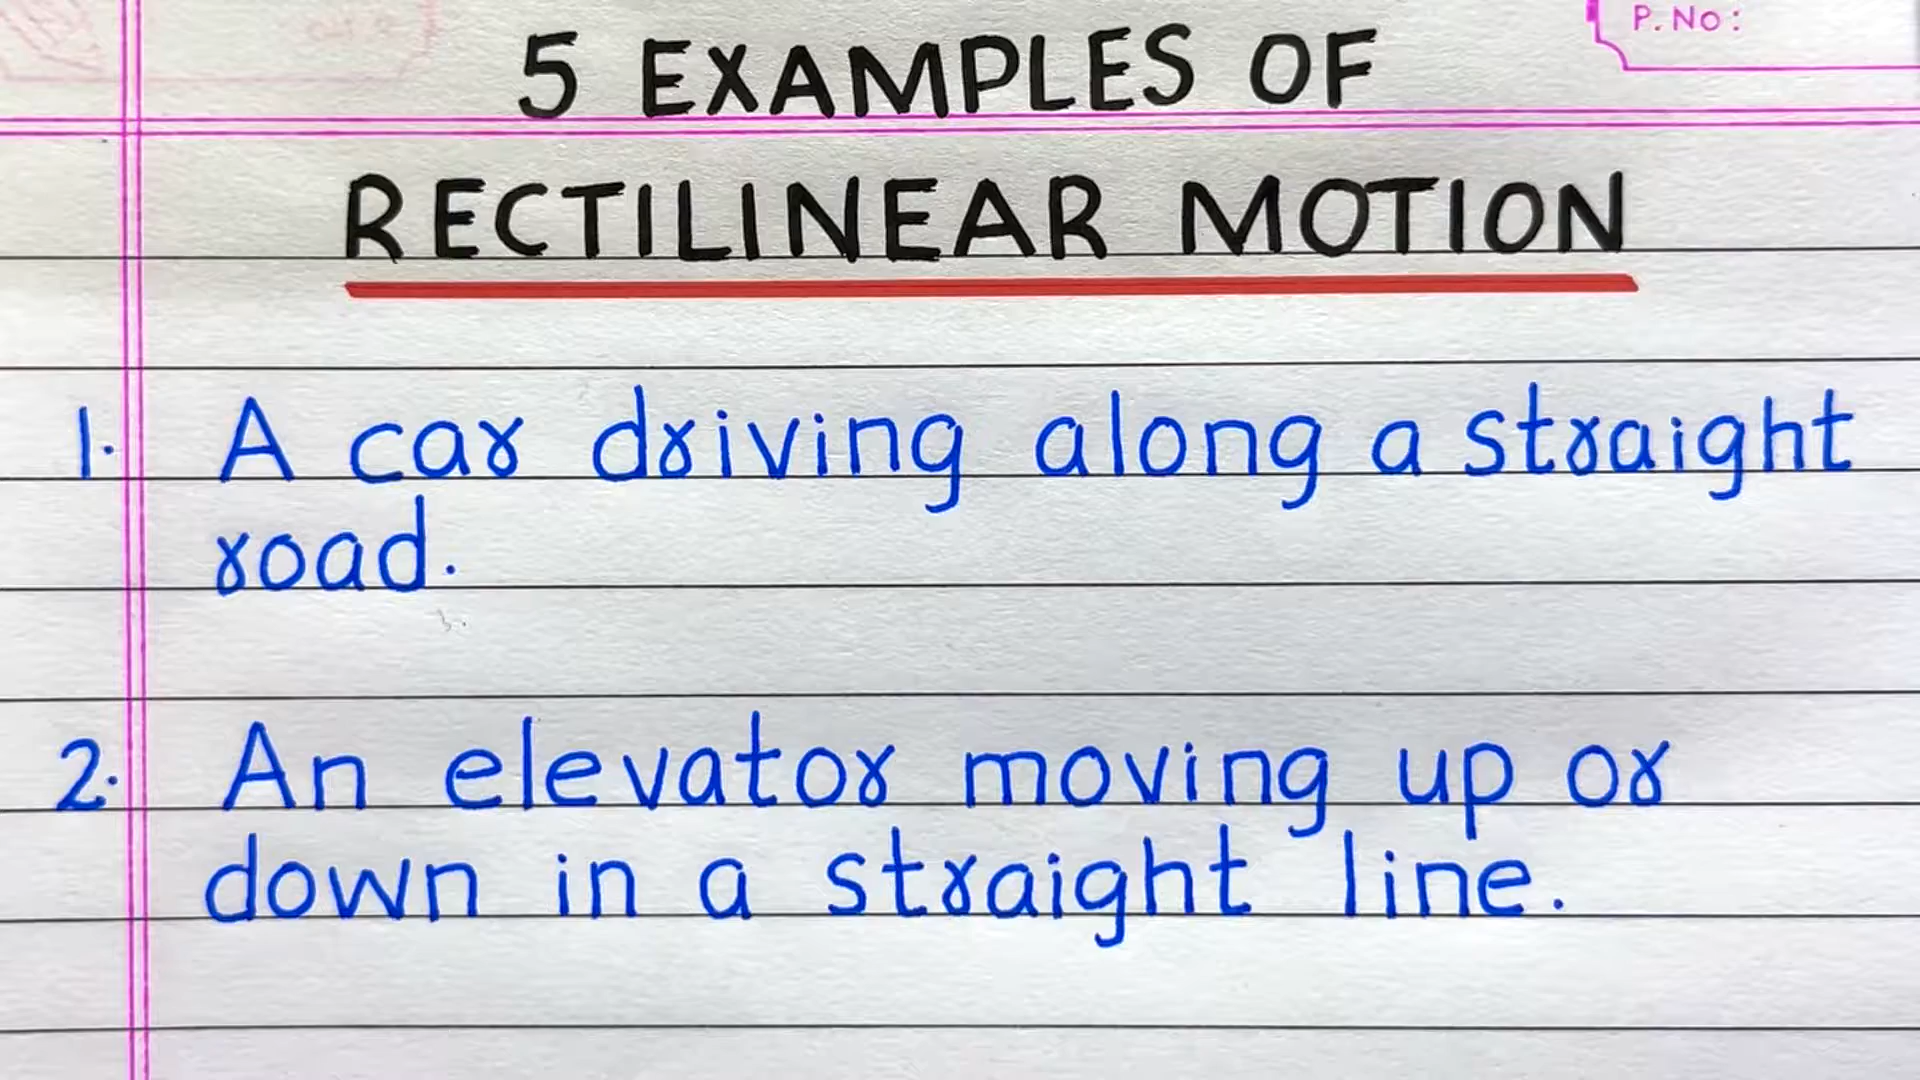 P.No:
5 EXAMPLES OF
RECTILINEAR MOTION
1. A car driving along a straight
road.
2. An elevator moving up or
down in a straight line.